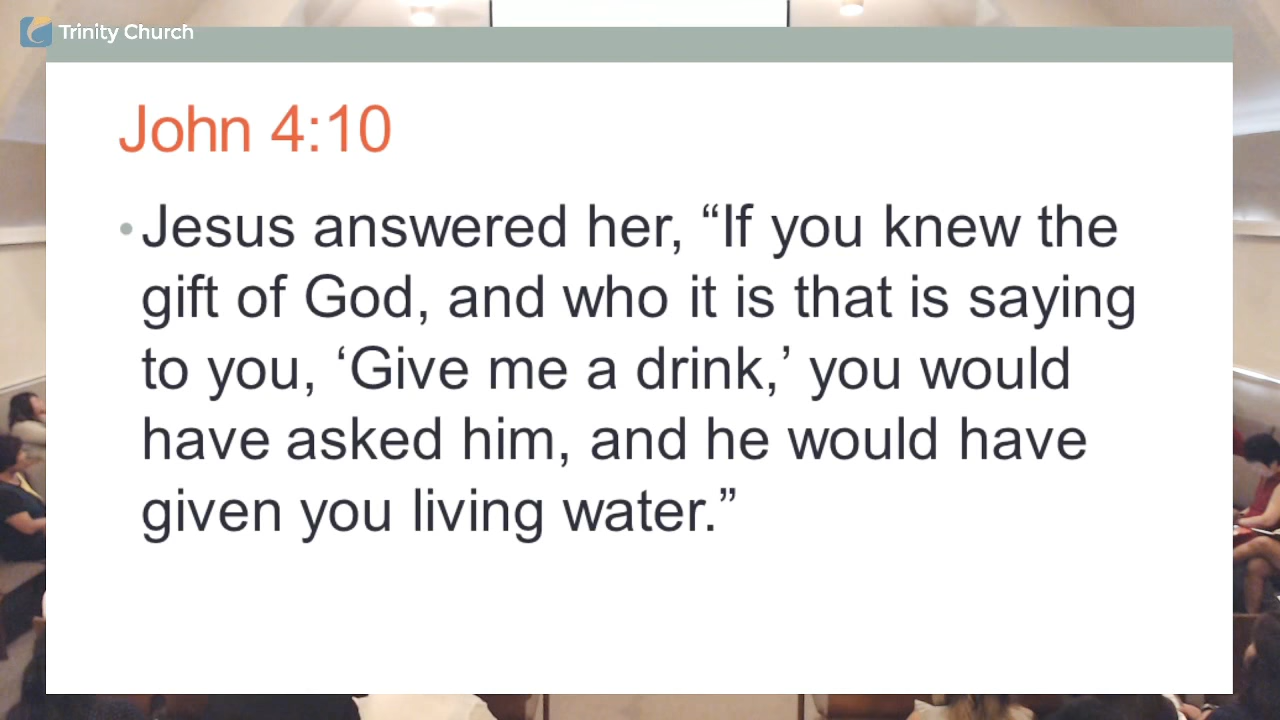 Trinity Church
John 4:10
• Jesus answered her, “If you knew the
gift of God, and who it is that is saying
to you, ‘Give me a drink,’ you would
have asked him, and he would have
given you living water.”